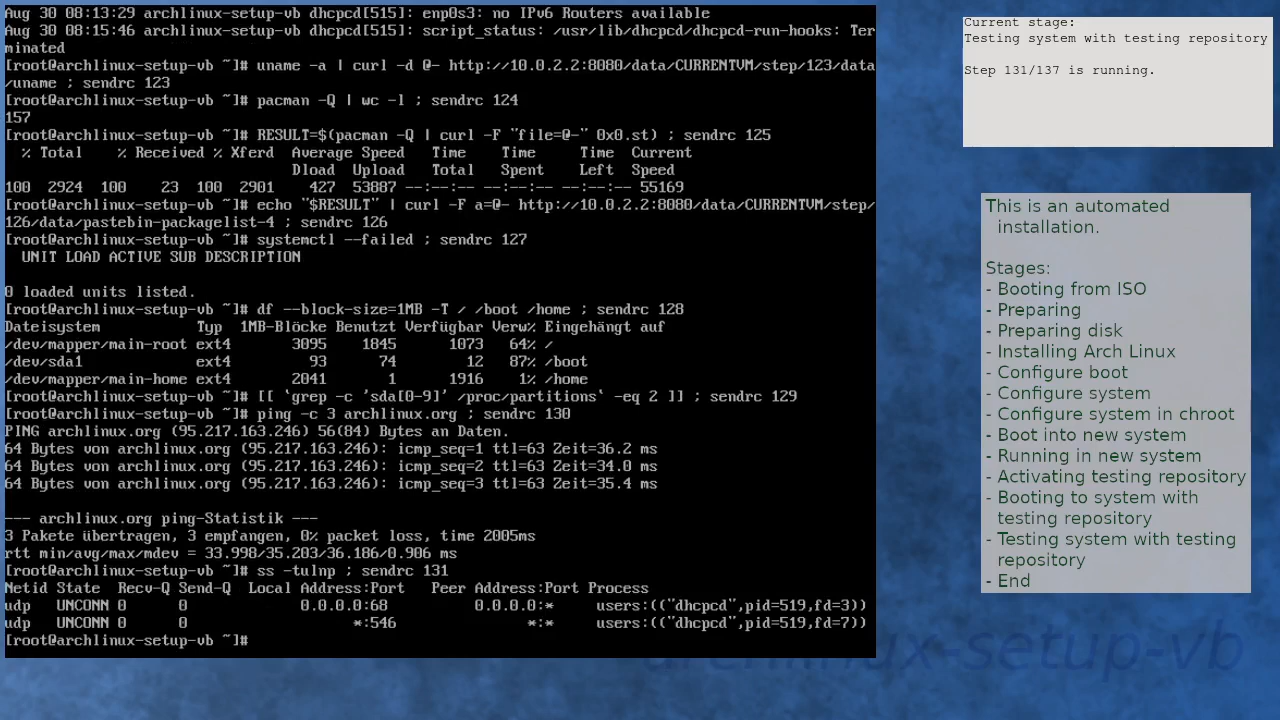 Aug 30 08:13:29 archlinux-setup-vb dhcpcd[515]: enp0s3: no IPv6 Routers available
Aug 30 08:15:46 archlinux-setup-vb dhcpcd[515]: script_status: /usr/lib/dhcpcd/dhcpcd-run-hooks: Ter
minated
[root@archlinux-setup-vb ~]# uname -a | curl -d @- http://10.0.2.2:8080/data/CURRENTVM/step/123/data
/uname ; sendrc 123
[root@archlinux-setup-vb ~]# pacman -Q | wc -l ; sendrc 124
157
[root@archlinux-setup-vb ~]# RESULT=$(pacman -Q | curl -F "file=@-" 0x0.st) ; sendrc 125
  % Total    % Received % Xferd  Average Speed   Time    Time     Time  Current
                                 Dload  Upload   Total   Spent    Left  Speed
100  2924  100    23  100  2901    427  53887 --:--:-- --:--:-- --:--:-- 55169
[root@archlinux-setup-vb ~]# echo "$RESULT" | curl -F a=@- http://10.0.2.2:8080/data/CURRENTVM/step/
126/data/pastebin-packagelist-4 ; sendrc 126
[root@archlinux-setup-vb ~]# systemctl --failed ; sendrc 127
  UNIT LOAD ACTIVE SUB DESCRIPTION
0 loaded units listed.
[root@archlinux-setup-vb ~]# df --block-size=1MB -T / /boot /home ; sendrc 128
Dateisystem           Typ  1MB-Blöcke Benutzt Verfügbar Verw% Eingehängt auf
/dev/mapper/main-root ext4       3095    1845      1073   64% /
/dev/sda1             ext4         93      74        12   87% /boot
/dev/mapper/main-home ext4       2041       1      1916    1% /home
[root@archlinux-setup-vb ~]# [[ `grep -c 'sda[0-9]' /proc/partitions` -eq 2 ]] ; sendrc 129
[root@archlinux-setup-vb ~]# ping -c 3 archlinux.org ; sendrc 130
PING archlinux.org (95.217.163.246) 56(84) Bytes an Daten.
64 Bytes von archlinux.org (95.217.163.246): icmp_seq=1 ttl=63 Zeit=36.2 ms
64 Bytes von archlinux.org (95.217.163.246): icmp_seq=2 ttl=63 Zeit=34.0 ms
64 Bytes von archlinux.org (95.217.163.246): icmp_seq=3 ttl=63 Zeit=35.4 ms
--- archlinux.org ping-Statistik ---
3 Pakete übertragen, 3 empfangen, 0% packet loss, time 2005ms
rtt min/avg/max/mdev = 33.998/35.203/36.186/0.906 ms
[root@archlinux-setup-vb ~]# ss -tulnp ; sendrc 131
Netid State  Recv-Q Send-Q  Local Address:Port   Peer Address:Port Process
udp   UNCONN 0      0             0.0.0.0:68          0.0.0.0:*     users:(("dhcpcd",pid=519,fd=3))
udp   UNCONN 0      0                   *:546               *:*     users:(("dhcpcd",pid=519,fd=7))
[root@archlinux-setup-vb ~]#
Current stage:
Testing system with testing repository
Step 131/137 is running.
This is an automated
installation.
Stages:
- Booting from ISO
- Preparing
- Preparing disk
- Installing Arch Linux
- Configure boot
- Configure system
- Configure system in chroot
- Boot into new system
- Running in new system
- Activating testing repository
- Booting to system with
testing repository
- Testing system with testing
repository
- End
archlinux-setup-vb